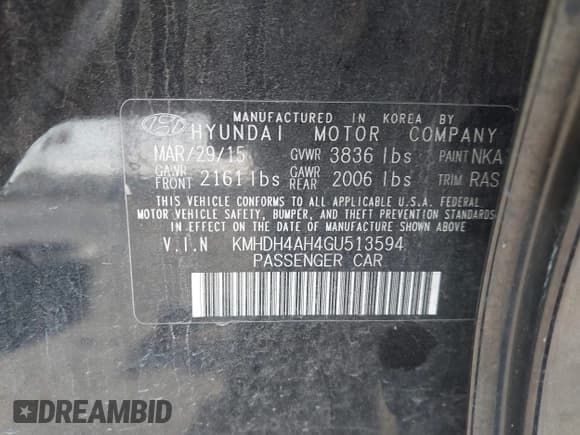 MANUFACTURED IN KOREA BY
HYUNDAI MOTOR COMPANY
MAR/29/15 GVWR 3836 lbs PAINT NKA
GAWR FRONT 2161 lbs GAWR REAR 2006 lbs TRIM RAS
THIS VEHICLE CONFORMS TO ALL APPLICABLE U.S.A. FEDERAL
MOTOR VEHICLE SAFETY, BUMPER, AND THEFT PREVENTION STANDARDS
IN EFFECT ON THE DATE OF MANUFACTURE SHOWN ABOVE.
V.I.N KMHDH4AH4GU513594
PASSENGER CAR
DREAMBID